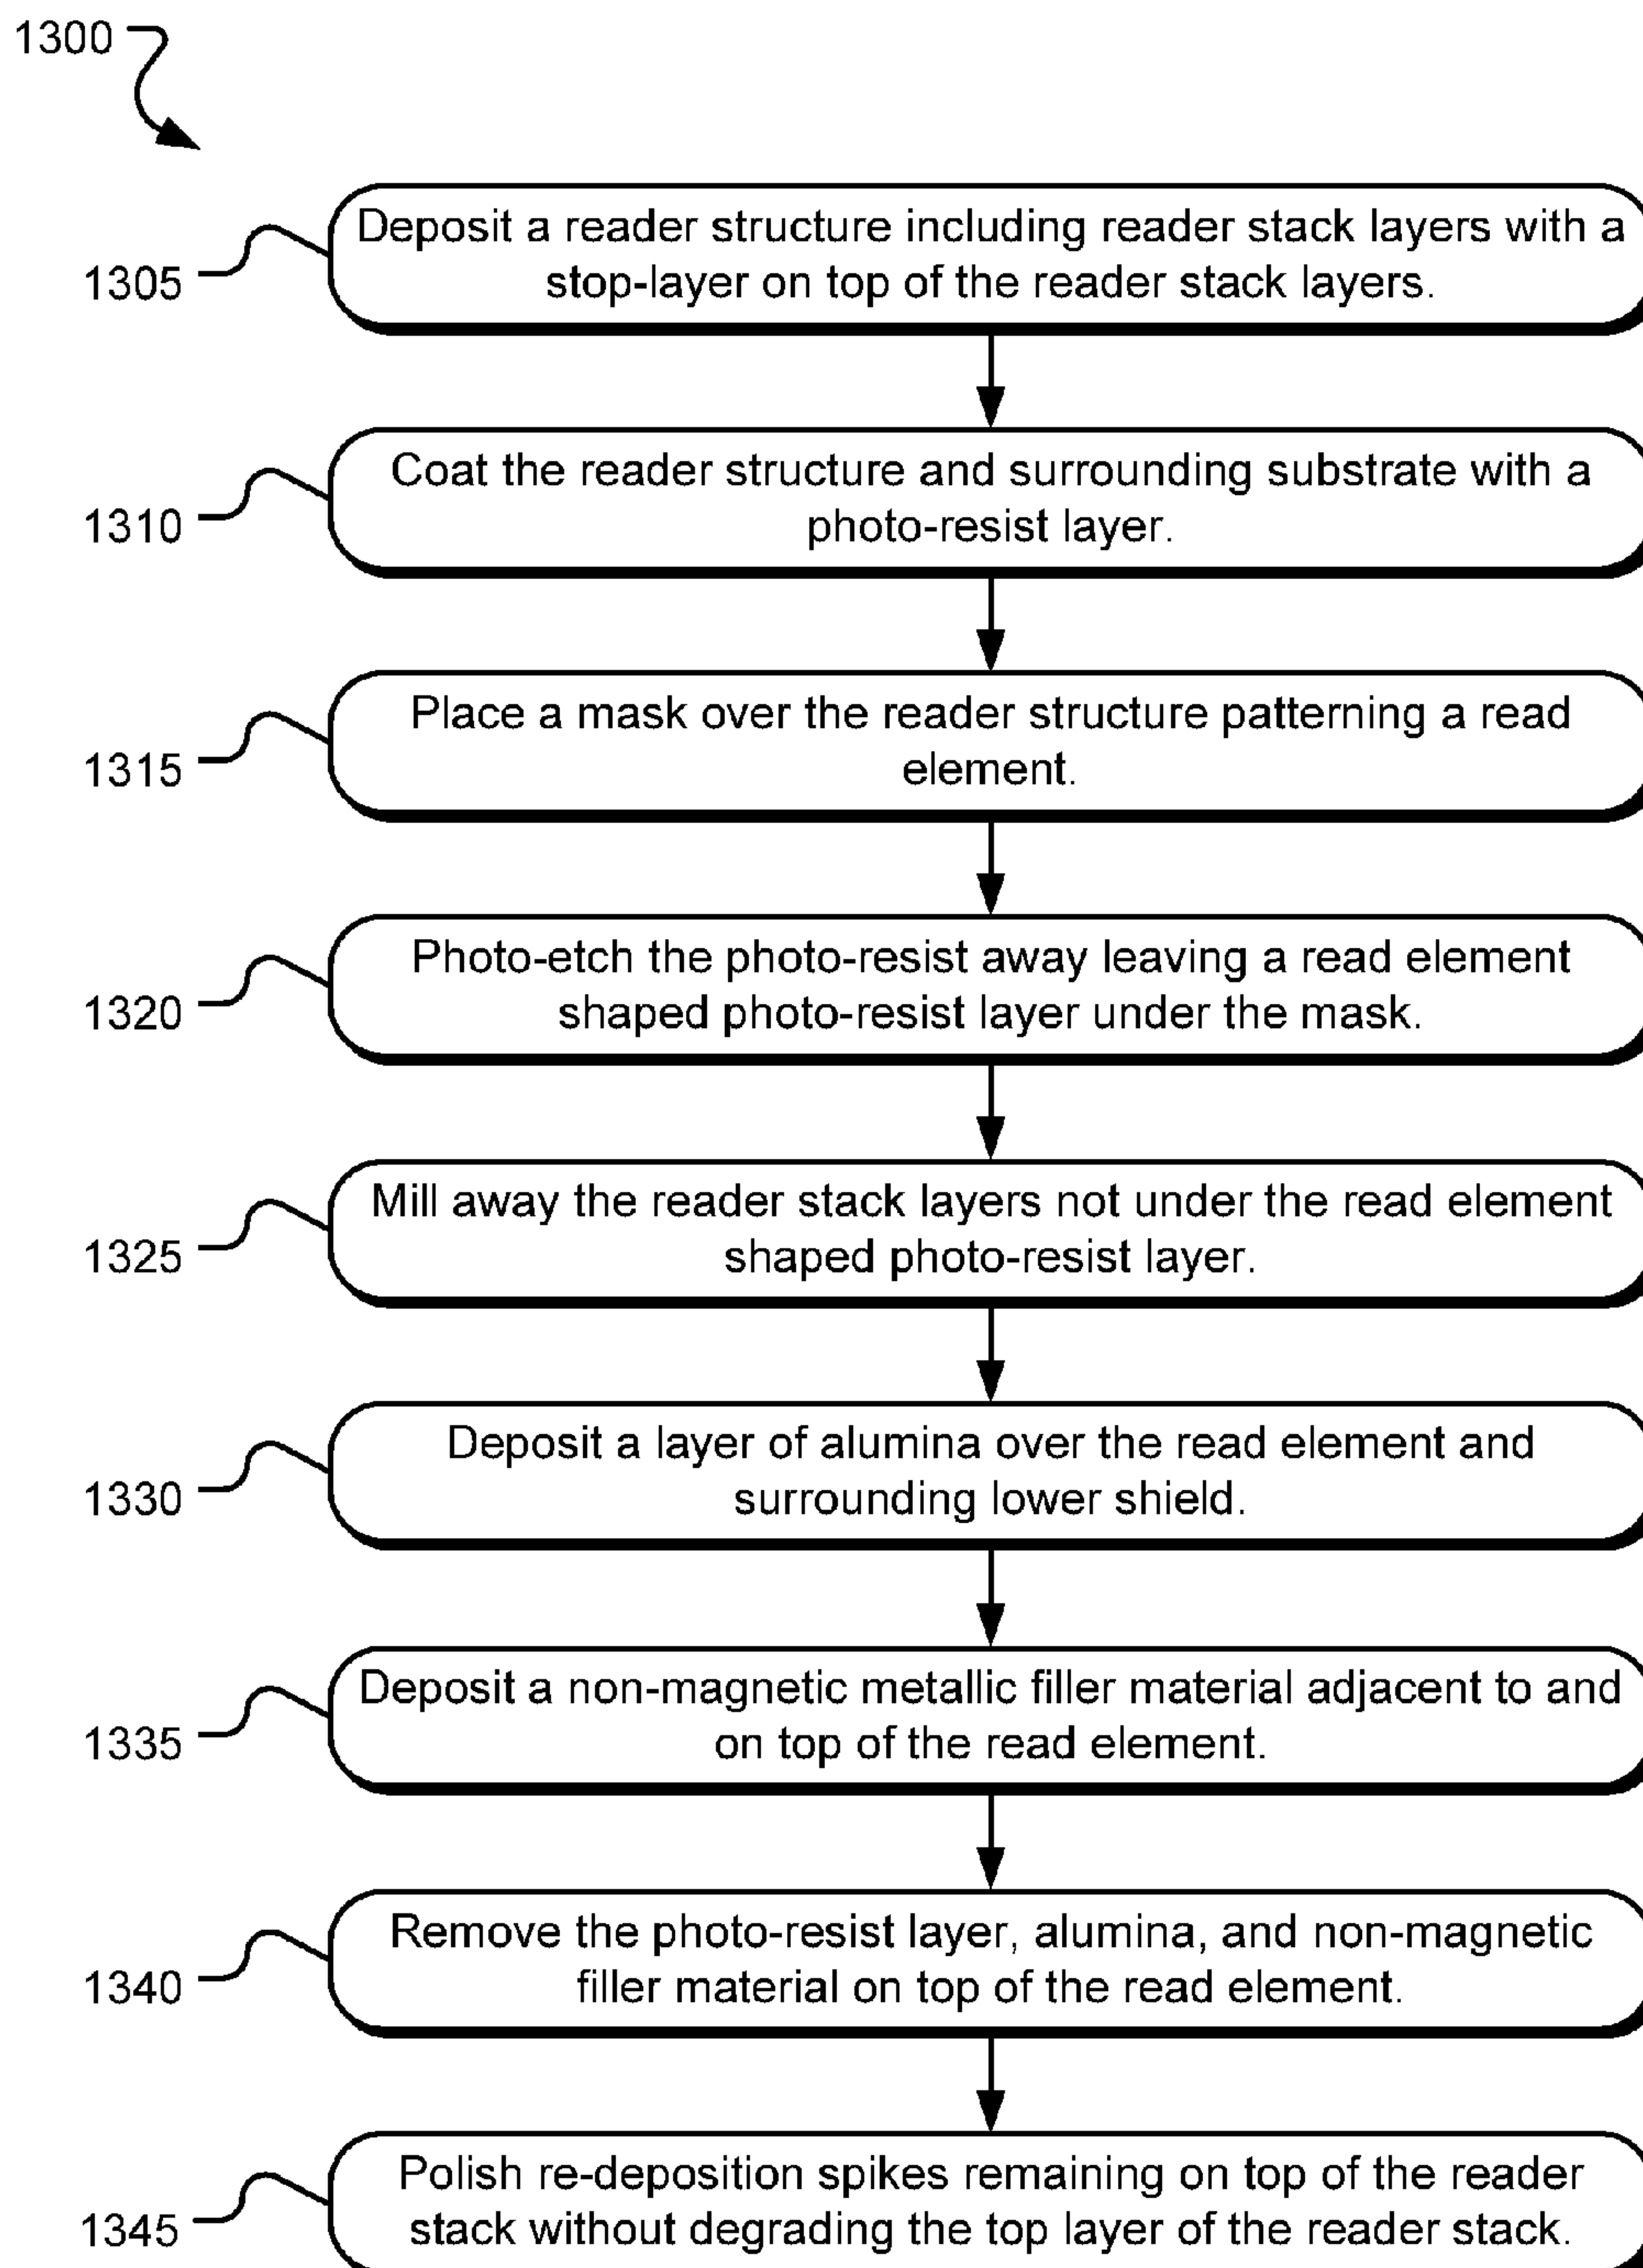 1300
Deposit a reader structure including reader stack layers with a
stop-layer on top of the reader stack layers.
1305
Coat the reader structure and surrounding substrate with a
photo-resist layer.
1310
Place a mask over the reader structure patterning a read
element.
1315
Photo-etch the photo-resist away leaving a read element
shaped photo-resist layer under the mask.
1320
Mill away the reader stack layers not under the read element
shaped photo-resist layer.
1325
Deposit a layer of alumina over the read element and
surrounding lower shield.
1330
Deposit a non-magnetic metallic filler material adjacent to and
on top of the read element.
1335
Remove the photo-resist layer, alumina, and non-magnetic
filler material on top of the read element.
1340
Polish re-deposition spikes remaining on top of the reader
stack without degrading the top layer of the reader stack.
1345